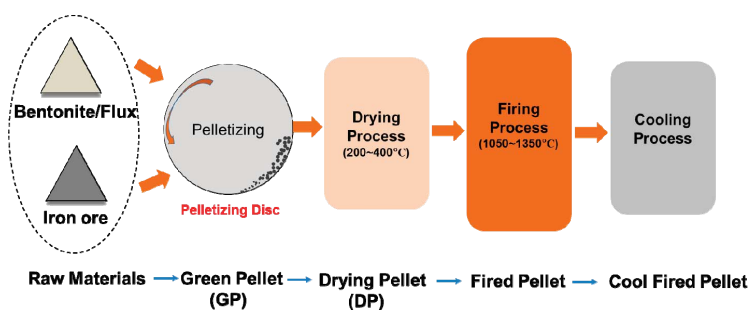 Bentonite/Flux
Iron ore
Pelletizing
Pelletizing Disc
Drying
Process
(200~400°C)
Firing
Process
(1050~1350°C)
Cooling
Process
Raw Materials
Green Pellet
(GP)
Drying Pellet
(DP)
Fired Pellet
Cool Fired Pellet